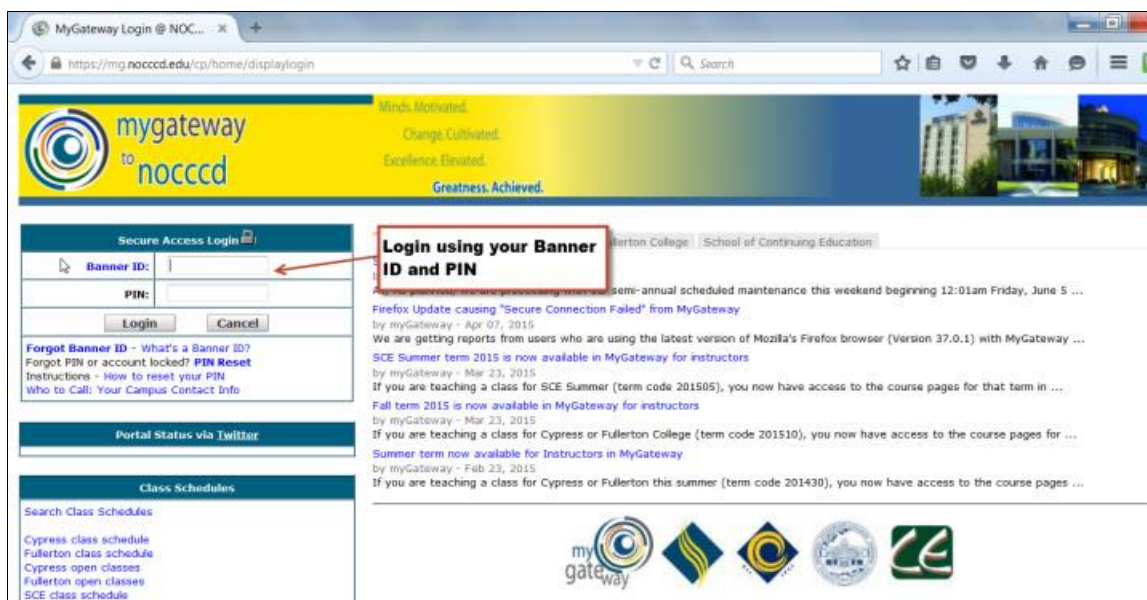 MyGateway Login @ NOC...
https://mg.nocccd.edu/cp/home/displaylogin
Search
mygateway
to
nocccd
Minds. Motivated.
Change. Cultivated.
Excellence. Elevated.
Greatness. Achieved.
Secure Access Login
Banner ID:
PIN:
Login Cancel
Forgot Banner ID - What's a Banner ID?
Forgot PIN or account locked? PIN Reset
Instructions - How to reset your PIN
Who to Call: Your Campus Contact Info
Portal Status via Twitter
Class Schedules
Search Class Schedules
Cypress class schedule
Fullerton class schedule
Cypress open classes
Fullerton open classes
SCE class schedule
Login using your Banner
ID and PIN
College School of Continuing Education
semi-annual scheduled maintenance this weekend beginning 12:01am Friday, June 5 ...
Firefox Update causing "Secure Connection Failed" from MyGateway
by myGateway - Apr 07, 2015
We are getting reports from users who are using the latest version of Mozilla's Firefox browser (Version 37.0.1) with MyGateway ...
SCE Summer term 2015 is now available in MyGateway for instructors
by myGateway - Mar 23, 2015
If you are teaching a class for SCE Summer (term code 201505), you now have access to the course pages for that term in ...
Fall term 2015 is now available in MyGateway for instructors
by myGateway - Mar 23, 2015
If you are teaching a class for Cypress or Fullerton College (term code 201510), you now have access to the course pages for ...
Summer term now available for Instructors in MyGateway
by myGateway - Feb 23, 2015
If you are teaching a class for Cypress or Fullerton this summer (term code 201430), you now have access to the course pages ...
my
gateway
CE